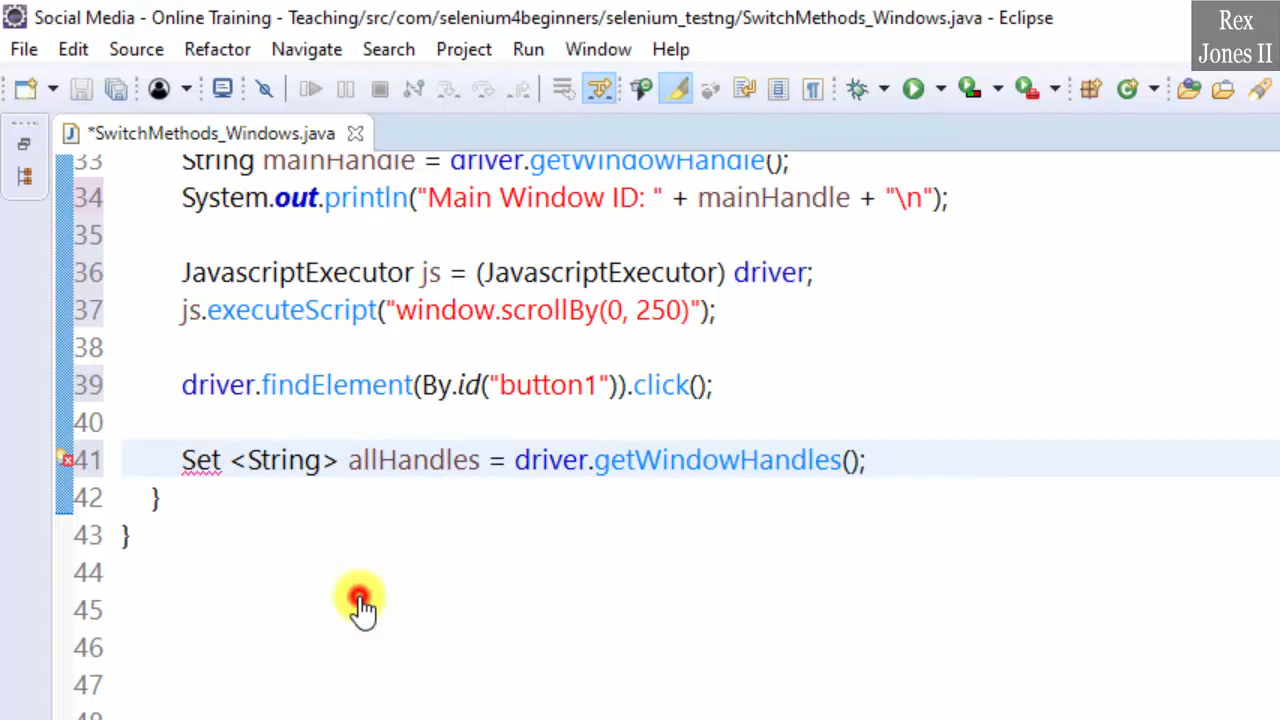 Social Media - Online Training - Teaching/src/com/selenium4beginners/selenium_testng/SwitchMethods_Windows.java - Eclipse
Rex
Jones II
File Edit Source Refactor Navigate Search Project Run Window Help
*SwitchMethods_Windows.java
33 String mainHandle = driver.getWindowHandle();
34 System.out.println("Main Window ID: " + mainHandle + "\n");
35
36 JavascriptExecutor js = (JavascriptExecutor) driver;
37 js.executeScript("window.scrollBy(0, 250)");
38
39 driver.findElement(By.id("button1")).click();
40
41 Set <String> allHandles = driver.getWindowHandles();
42 }
43 }
44
45
46
47
48